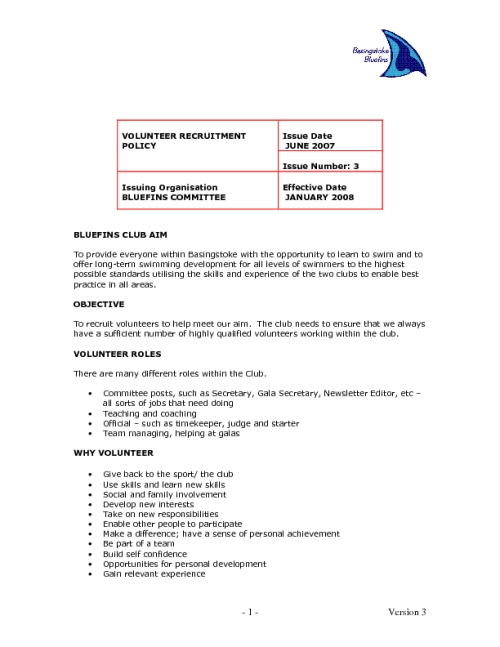 Basingstoke
Bluefins
VOLUNTEER RECRUITMENT
POLICY
Issue Date
JUNE 2007
Issue Number: 3
Issuing Organisation
BLUEFINS COMMITTEE
Effective Date
JANUARY 2008
BLUEFINS CLUB AIM
To provide everyone within Basingstoke with the opportunity to learn to swim and to
offer long-term swimming development for all levels of swimmers to the highest
possible standards utilising the skills and experience of the two clubs to enable best
practice in all areas.
OBJECTIVE
To recruit volunteers to help meet our aim.  The club needs to ensure that we always
have a sufficient number of highly qualified volunteers working within the club.
VOLUNTEER ROLES
There are many different roles within the Club.
• Committee posts, such as Secretary, Gala Secretary, Newsletter Editor, etc –
all sorts of jobs that need doing
• Teaching and coaching
• Official – such as timekeeper, judge and starter
• Team managing, helping at galas
WHY VOLUNTEER
• Give back to the sport/ the club
• Use skills and learn new skills
• Social and family involvement
• Develop new interests
• Take on new responsibilities
• Enable other people to participate
• Make a difference; have a sense of personal achievement
• Be part of a team
• Build self confidence
• Opportunities for personal development
• Gain relevant experience
- 1 -
Version 3